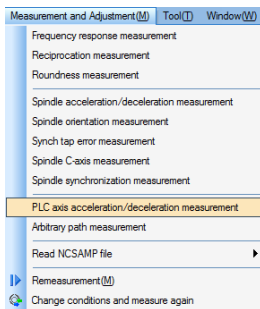 Measurement and Adjustment(M) Tool(T) Window(W)
Frequency response measurement
Reciprocation measurement
Roundness measurement
Spindle acceleration/deceleration measurement
Spindle orientation measurement
Synch tap error measurement
Spindle C-axis measurement
Spindle synchronization measurement
PLC axis acceleration/deceleration measurement
Arbitrary path measurement
Read NCSAMP file
Remeasurement(M)
Change conditions and measure again